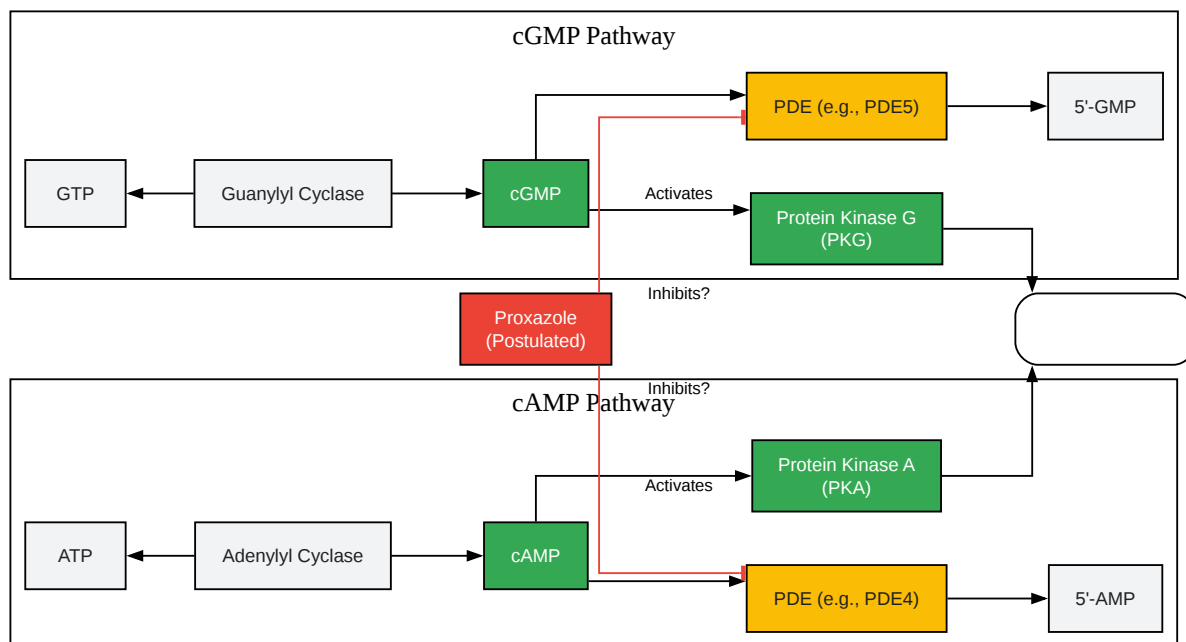 cGMP Pathway
PDE (e.g., PDE5)
5'-GMP
GTP
Guanylyl Cyclase
cGMP
Activates
Protein Kinase G
(PKG)
Inhibits?
Proxazole
(Postulated)
Inhibits?
cAMP Pathway
Protein Kinase A
(PKA)
Activates
ATP
Adenylyl Cyclase
cAMP
PDE (e.g., PDE4)
5'-AMP